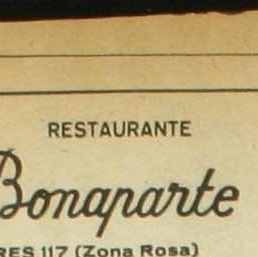 RESTAURANTE
Bonaparte
RES 117 (Zona Rosa)